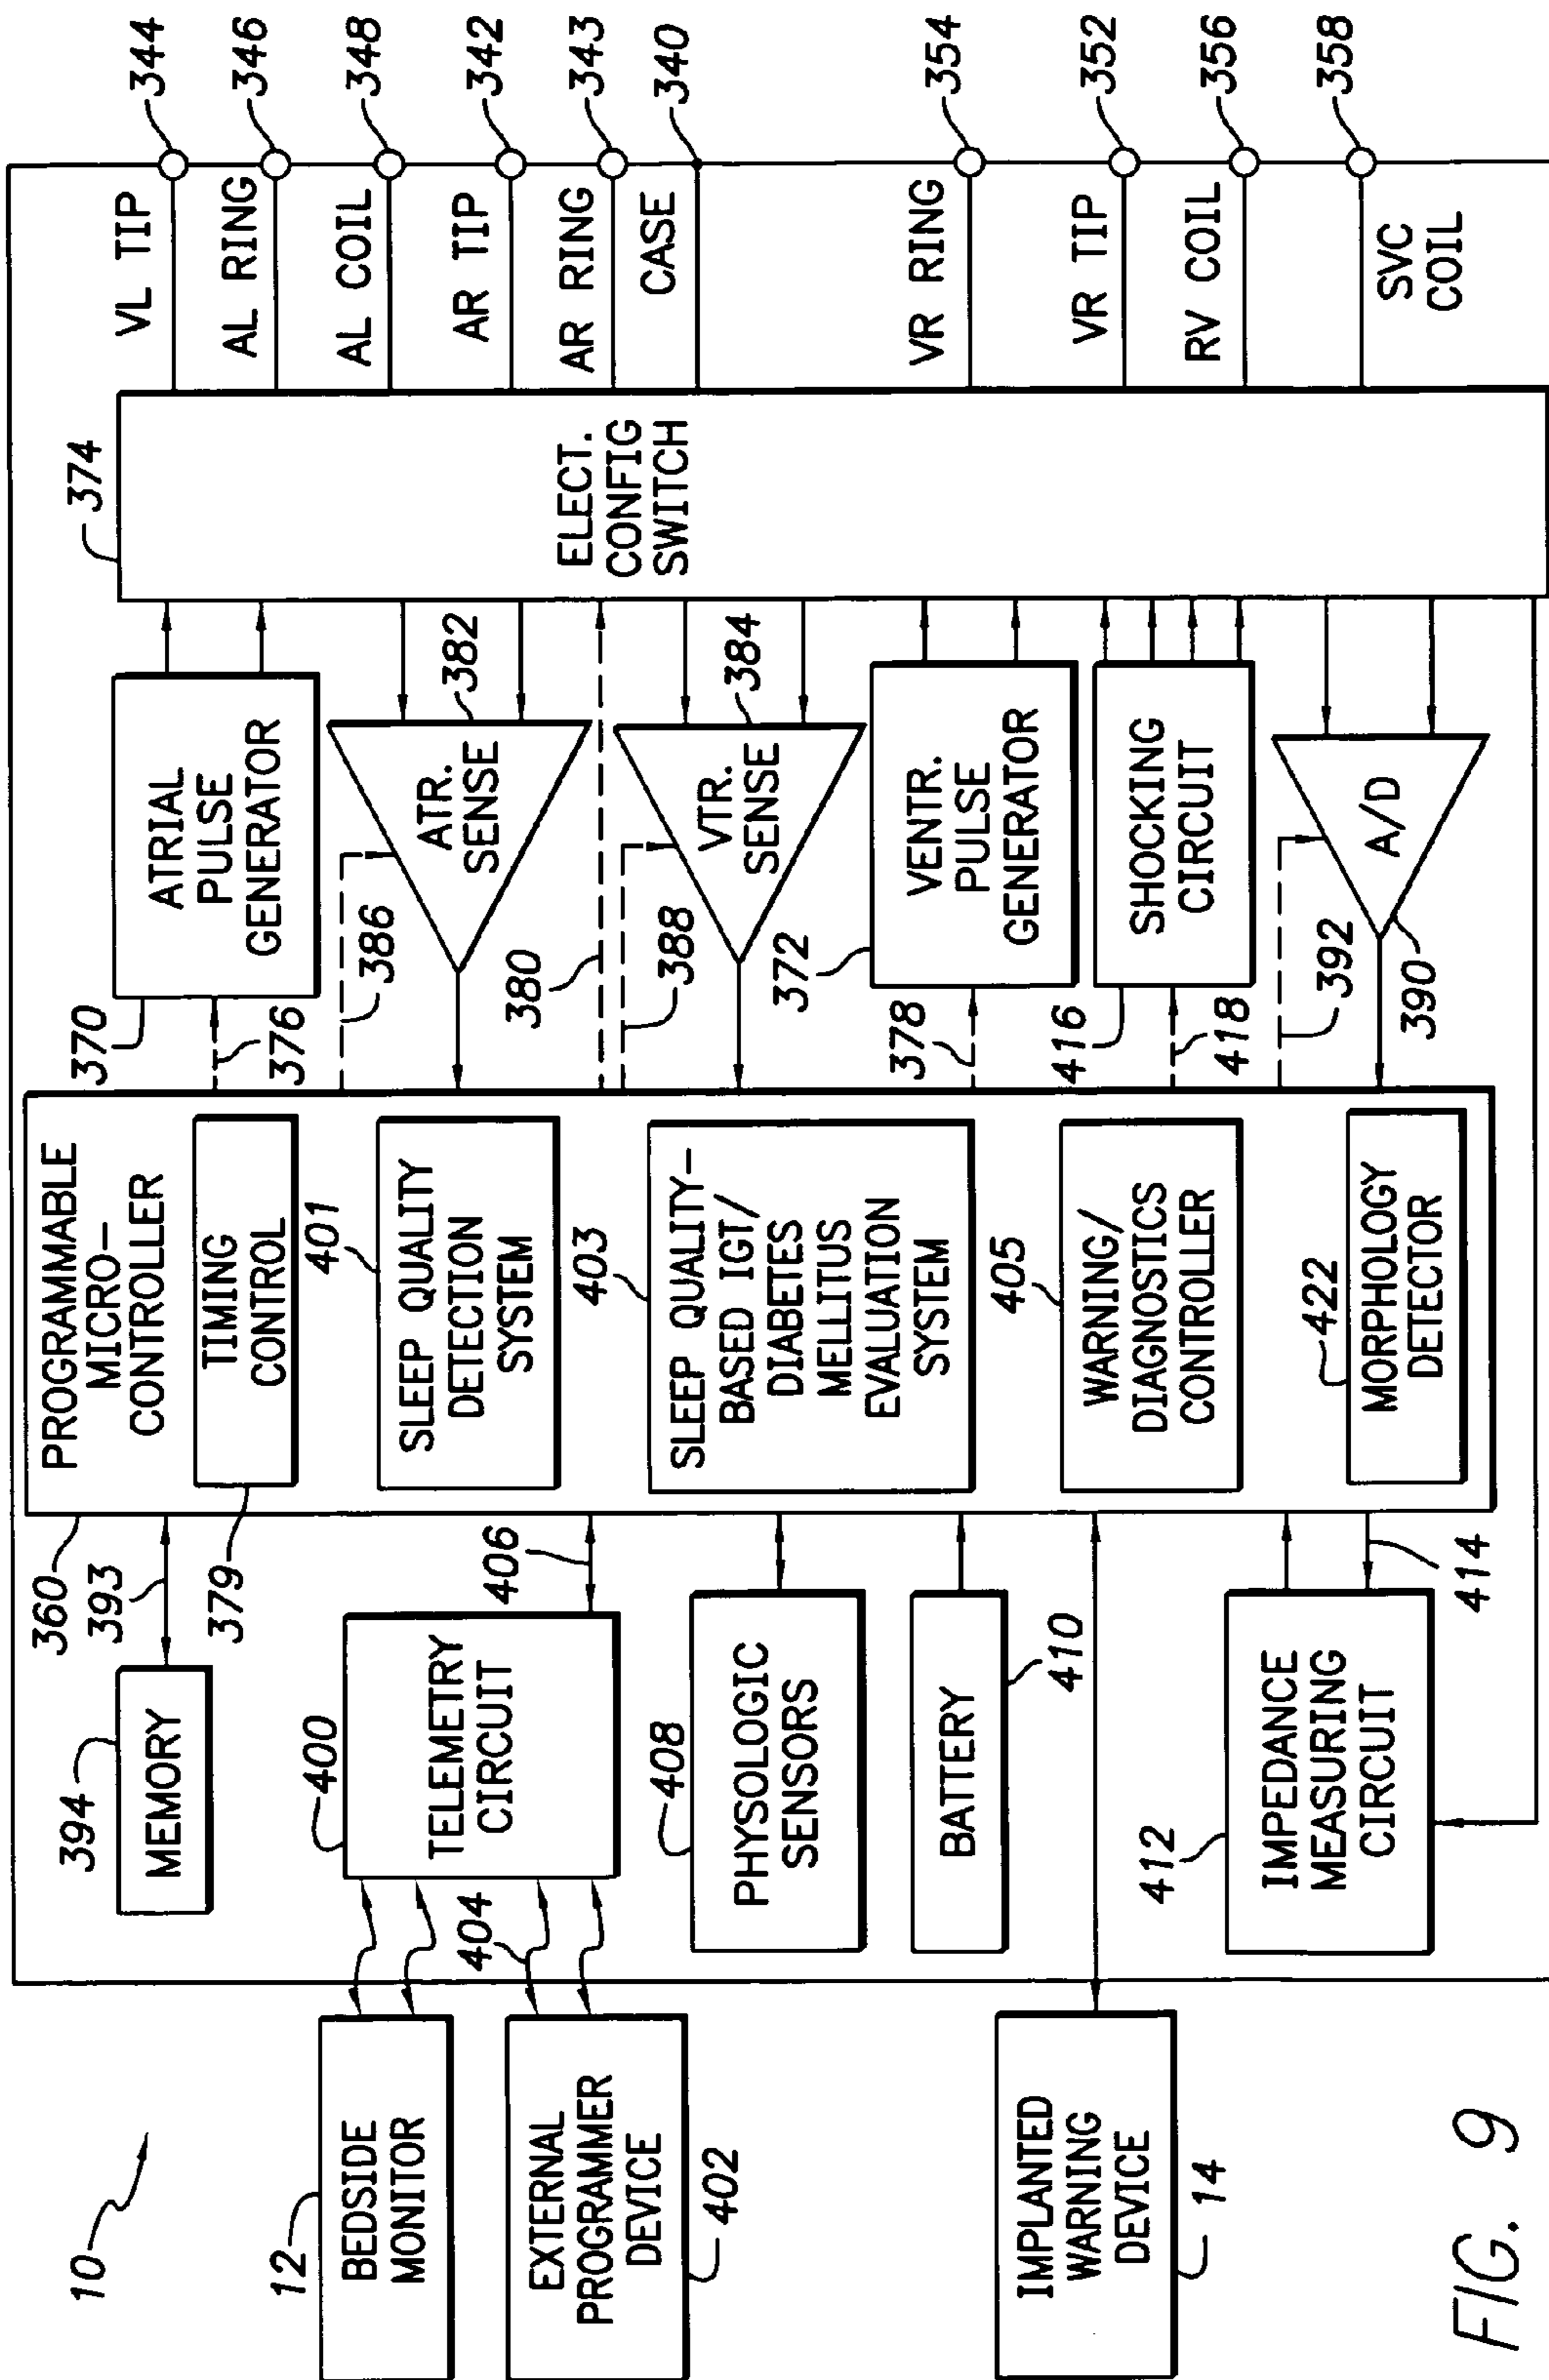 10
12
BEDSIDE
MONITOR
EXTERNAL
PROGRAMMER
DEVICE
402
IMPLANTED
WARNING
DEVICE
14
FIG. 9
394
MEMORY
393
360
379
400
TELEMETRY
CIRCUIT
404
406
408
PHYSOLOGIC
SENSORS
BATTERY
410
412
IMPEDANCE
MEASURING
CIRCUIT
414
PROGRAMMABLE
MICRO-
CONTROLLER
TIMING
CONTROL
401
SLEEP QUALITY
DETECTION
SYSTEM
403
SLEEP QUALITY-
BASED IGT/
DIABETES
MELLITUS
EVALUATION
SYSTEM
405
WARNING/
DIAGNOSTICS
CONTROLLER
422
MORPHOLOGY
DETECTOR
370
376
ATRIAL
PULSE
GENERATOR
386
ATR.
SENSE
382
380
388
VTR.
SENSE
384
372
378
VENTR.
PULSE
GENERATOR
416
418
SHOCKING
CIRCUIT
392
390
A/D
374
ELECT.
CONFIG
SWITCH
VL TIP
344
AL RING
346
AL COIL
348
AR TIP
342
AR RING
343
CASE
340
VR RING
354
VR TIP
352
RV COIL
356
SVC
COIL
358